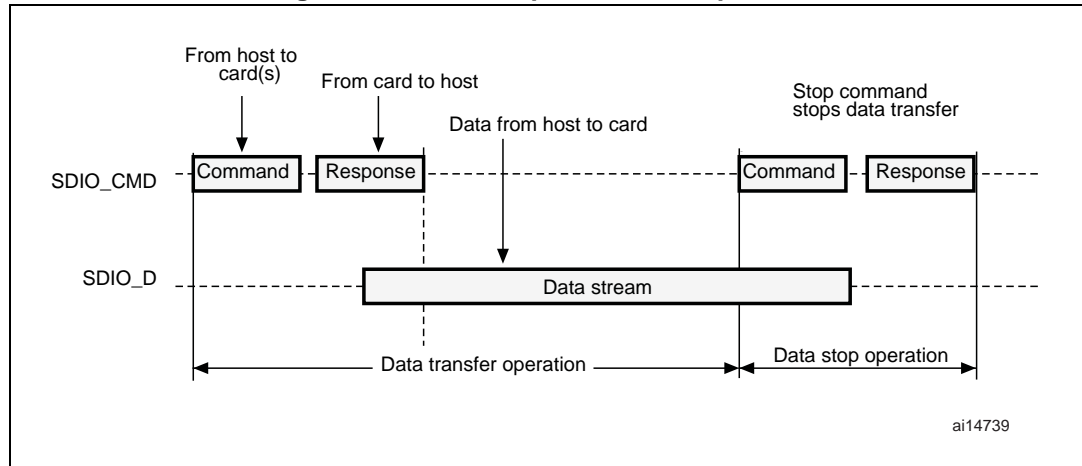 From host to
card(s)
From card to host
Data from host to card
Stop command
stops data transfer
SDIO_CMD
Command
Response
Command
Response
SDIO_D
Data stream
Data transfer operation
Data stop operation
ai14739